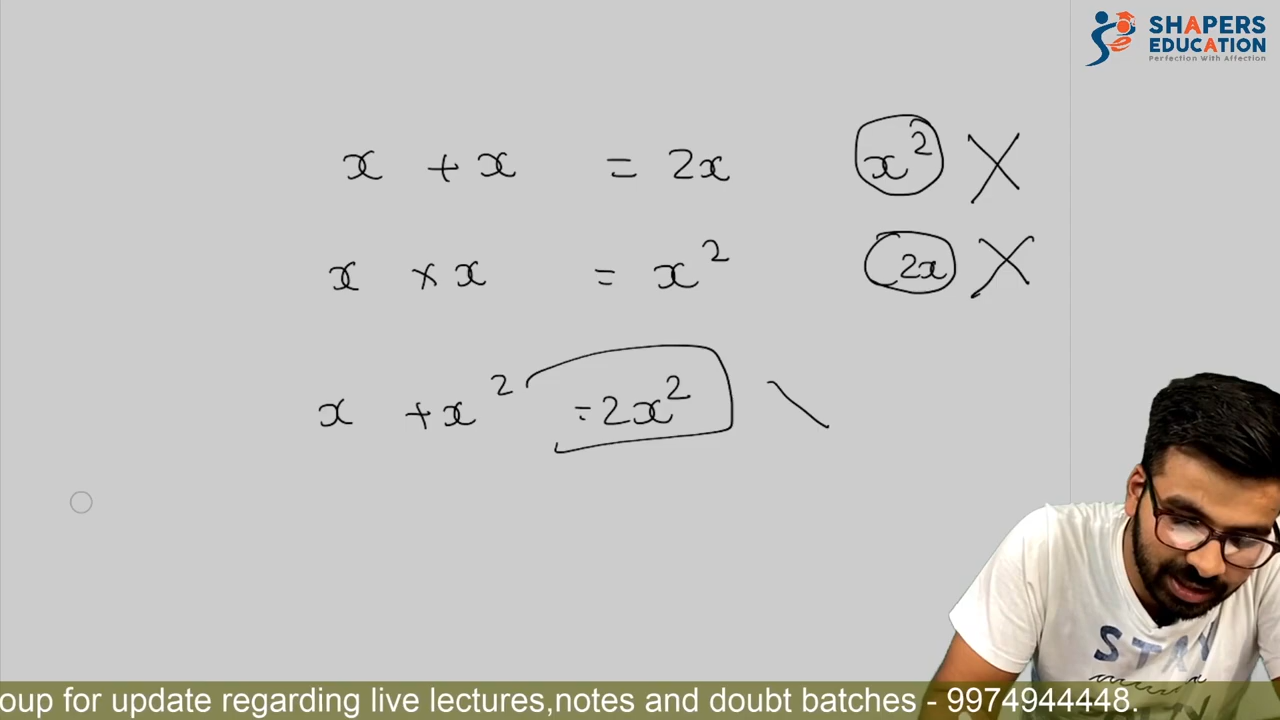 SHAPERS
EDUCATION
Perfection With Affection
x + x = 2x x² X
x × x = x² 2x X
x + x² = 2x² \
STAY
oup for update regarding live lectures,notes and doubt batches - 9974944448.